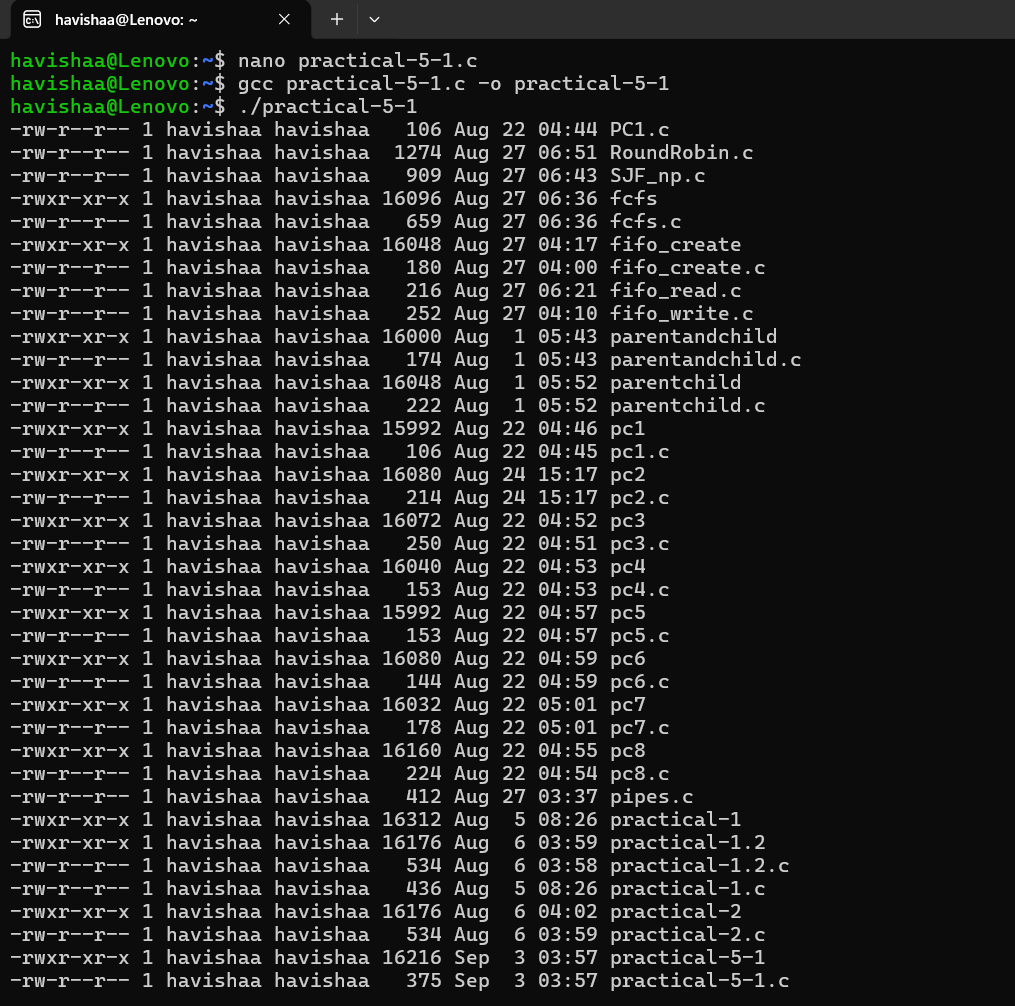 havishaa@Lenovo: ~
havishaa@Lenovo:~$ nano practical-5-1.c
havishaa@Lenovo:~$ gcc practical-5-1.c -o practical-5-1
havishaa@Lenovo:~$ ./practical-5-1
-rw-r--r-- 1 havishaa havishaa   106 Aug 22 04:44 PC1.c
-rw-r--r-- 1 havishaa havishaa  1274 Aug 27 06:51 RoundRobin.c
-rw-r--r-- 1 havishaa havishaa   909 Aug 27 06:43 SJF_np.c
-rwxr-xr-x 1 havishaa havishaa 16096 Aug 27 06:36 fcfs
-rw-r--r-- 1 havishaa havishaa   659 Aug 27 06:36 fcfs.c
-rwxr-xr-x 1 havishaa havishaa 16048 Aug 27 04:17 fifo_create
-rw-r--r-- 1 havishaa havishaa   180 Aug 27 04:00 fifo_create.c
-rw-r--r-- 1 havishaa havishaa   216 Aug 27 06:21 fifo_read.c
-rw-r--r-- 1 havishaa havishaa   252 Aug 27 04:10 fifo_write.c
-rwxr-xr-x 1 havishaa havishaa 16000 Aug  1 05:43 parentandchild
-rw-r--r-- 1 havishaa havishaa   174 Aug  1 05:43 parentandchild.c
-rwxr-xr-x 1 havishaa havishaa 16048 Aug  1 05:52 parentchild
-rw-r--r-- 1 havishaa havishaa   222 Aug  1 05:52 parentchild.c
-rwxr-xr-x 1 havishaa havishaa 15992 Aug 22 04:46 pc1
-rw-r--r-- 1 havishaa havishaa   106 Aug 22 04:45 pc1.c
-rwxr-xr-x 1 havishaa havishaa 16080 Aug 24 15:17 pc2
-rw-r--r-- 1 havishaa havishaa   214 Aug 24 15:17 pc2.c
-rwxr-xr-x 1 havishaa havishaa 16072 Aug 22 04:52 pc3
-rw-r--r-- 1 havishaa havishaa   250 Aug 22 04:51 pc3.c
-rwxr-xr-x 1 havishaa havishaa 16040 Aug 22 04:53 pc4
-rw-r--r-- 1 havishaa havishaa   153 Aug 22 04:53 pc4.c
-rwxr-xr-x 1 havishaa havishaa 15992 Aug 22 04:57 pc5
-rw-r--r-- 1 havishaa havishaa   153 Aug 22 04:57 pc5.c
-rwxr-xr-x 1 havishaa havishaa 16080 Aug 22 04:59 pc6
-rw-r--r-- 1 havishaa havishaa   144 Aug 22 04:59 pc6.c
-rwxr-xr-x 1 havishaa havishaa 16032 Aug 22 05:01 pc7
-rw-r--r-- 1 havishaa havishaa   178 Aug 22 05:01 pc7.c
-rwxr-xr-x 1 havishaa havishaa 16160 Aug 22 04:55 pc8
-rw-r--r-- 1 havishaa havishaa   224 Aug 22 04:54 pc8.c
-rw-r--r-- 1 havishaa havishaa   412 Aug 27 03:37 pipes.c
-rwxr-xr-x 1 havishaa havishaa 16312 Aug  5 08:26 practical-1
-rwxr-xr-x 1 havishaa havishaa 16176 Aug  6 03:59 practical-1.2
-rw-r--r-- 1 havishaa havishaa   534 Aug  6 03:58 practical-1.2.c
-rw-r--r-- 1 havishaa havishaa   436 Aug  5 08:26 practical-1.c
-rwxr-xr-x 1 havishaa havishaa 16176 Aug  6 04:02 practical-2
-rw-r--r-- 1 havishaa havishaa   534 Aug  6 03:59 practical-2.c
-rwxr-xr-x 1 havishaa havishaa 16216 Sep  3 03:57 practical-5-1
-rw-r--r-- 1 havishaa havishaa   375 Sep  3 03:57 practical-5-1.c